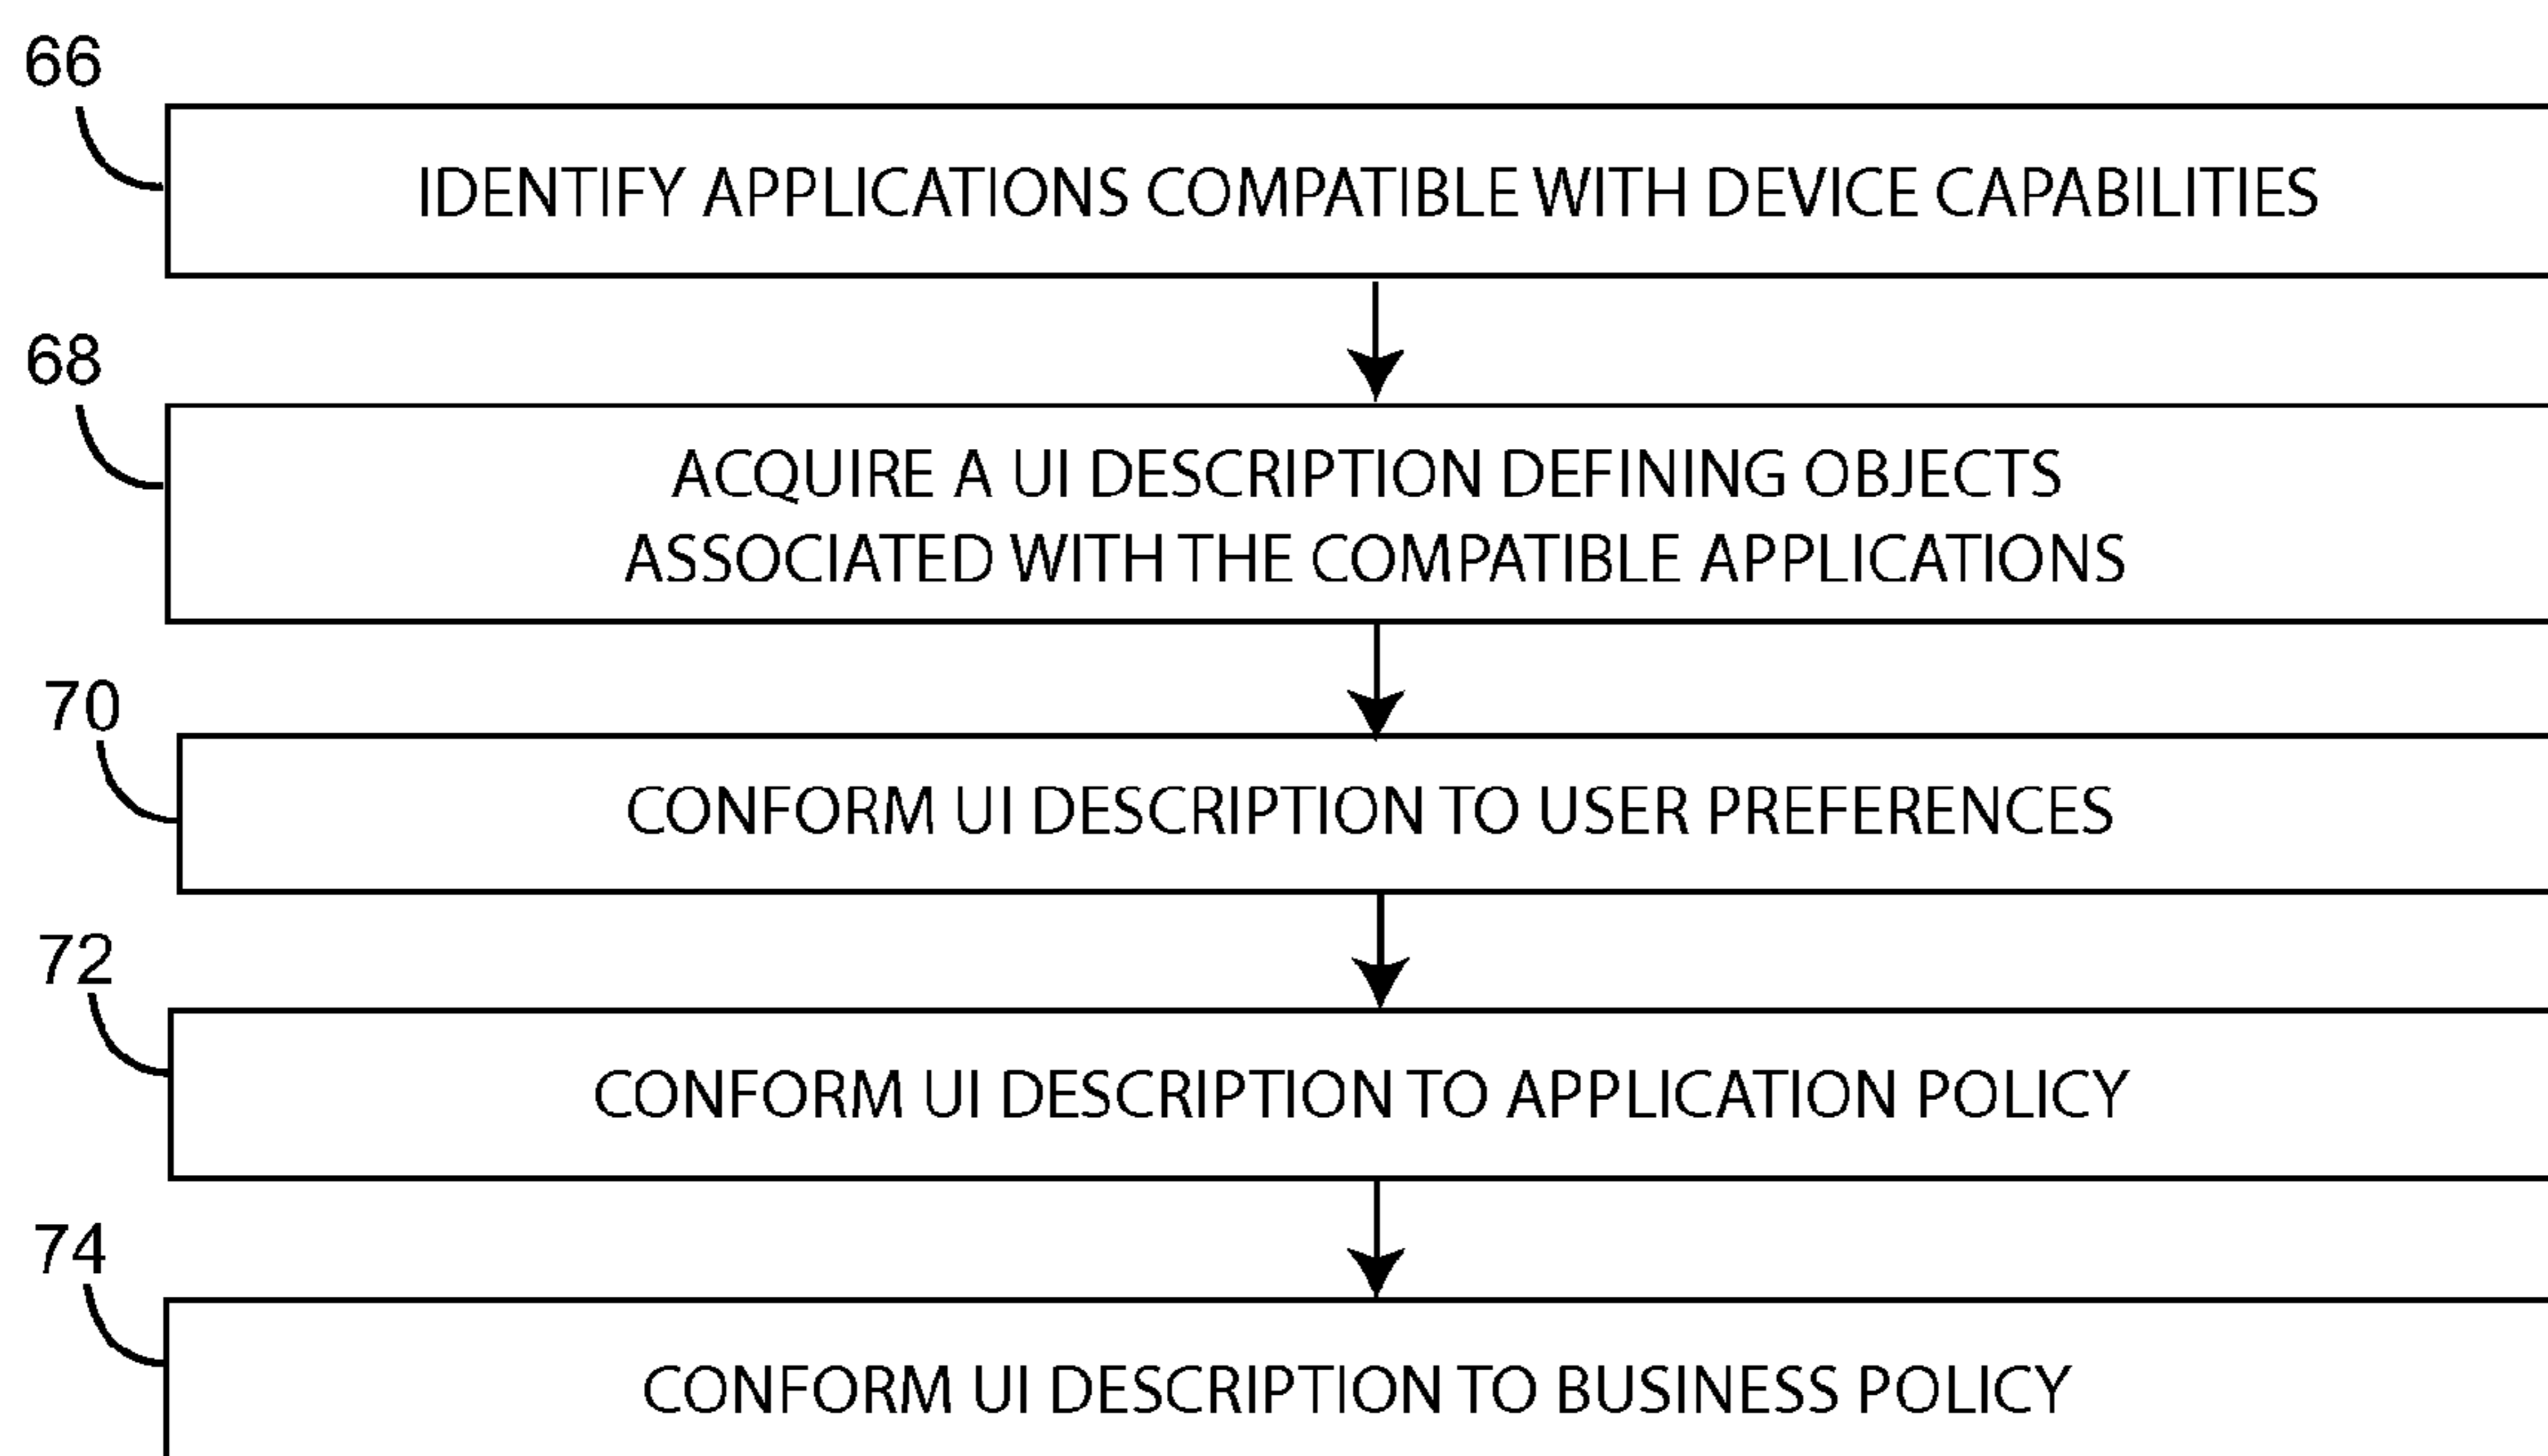 66
IDENTIFY APPLICATIONS COMPATIBLE WITH DEVICE CAPABILITIES
68
ACQUIRE A UI DESCRIPTION DEFINING OBJECTS
ASSOCIATED WITH THE COMPATIBLE APPLICATIONS
70
CONFORM UI DESCRIPTION TO USER PREFERENCES
72
CONFORM UI DESCRIPTION TO APPLICATION POLICY
74
CONFORM UI DESCRIPTION TO BUSINESS POLICY